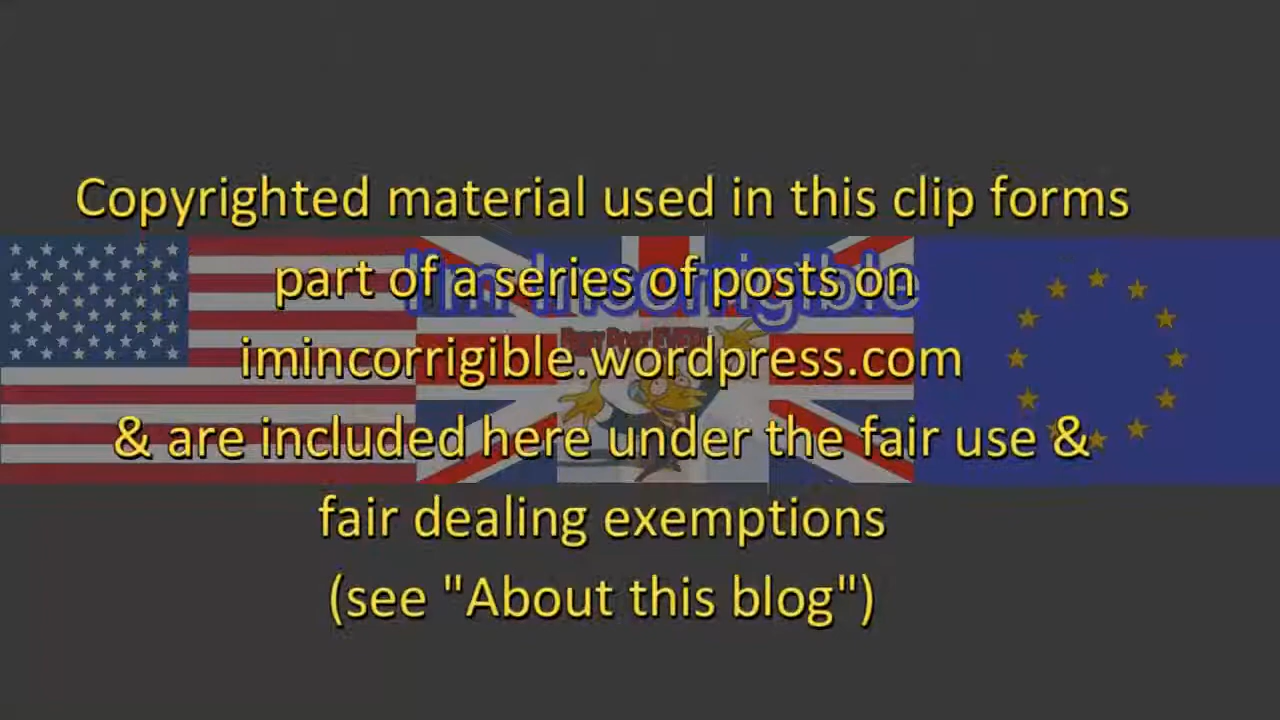 Copyrighted material used in this clip forms
part of a series of posts on
I'm Incorrigible
imincorrigible.wordpress.com
& are included here under the fair use &
fair dealing exemptions
(see "About this blog")